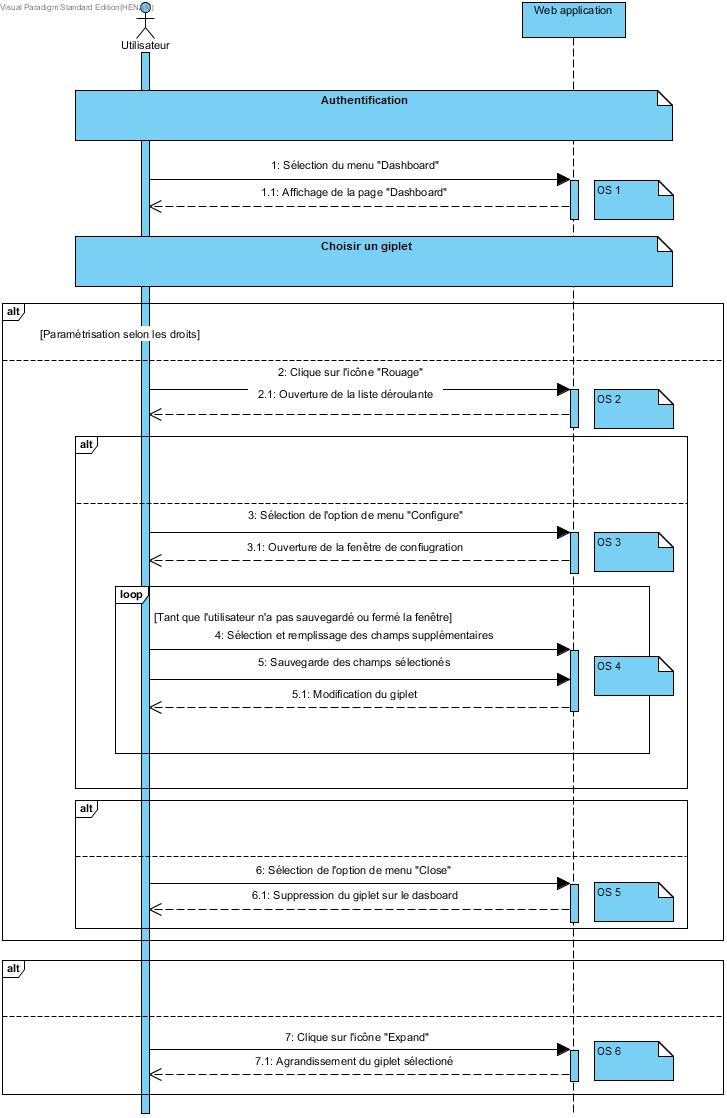 Visual Paradigm Standard Edition(HENA
Utilisateur
Web application
Authentification
1: Sélection du menu "Dashboard"
1.1: Affichage de la page "Dashboard"
OS 1
Choisir un giplet
alt
[Paramétrisation selon les droits]
2: Clique sur l'icône "Rouage"
2.1: Ouverture de la liste déroulante
OS 2
alt
3: Sélection de l'option de menu "Configure"
3.1: Ouverture de la fenêtre de confiugration
OS 3
loop
[Tant que l'utilisateur n'a pas sauvegardé ou fermé la fenêtre]
4: Sélection et remplissage des champs supplémentaires
5: Sauvegarde des champs sélectionés
OS 4
5.1: Modification du giplet
alt
6: Sélection de l'option de menu "Close"
6.1: Suppression du giplet sur le dasboard
OS 5
alt
7: Clique sur l'icône "Expand"
7.1: Agrandissement du giplet sélectioné
OS 6